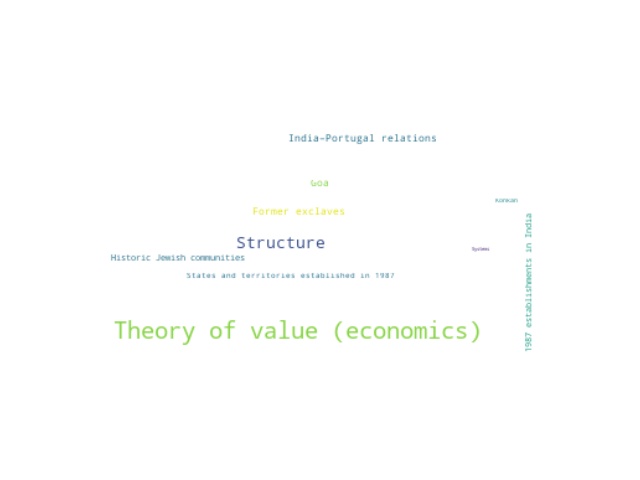 India–Portugal relations
Goa
Former exclaves
Konkan
Structure
Systems
Historic Jewish communities
States and territories established in 1987
1987 establishments in India
Theory of value (economics)